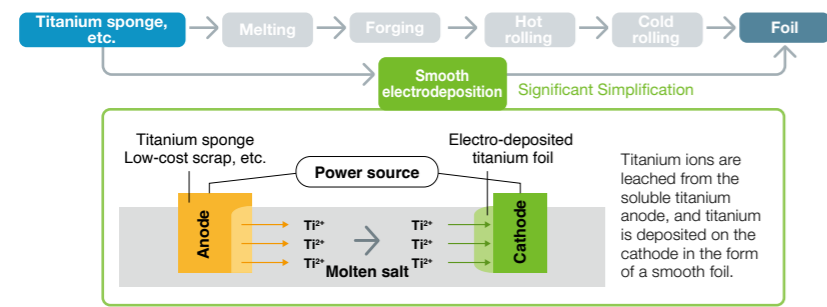 Titanium sponge,
etc.
Melting
Forging
Hot
rolling
Cold
rolling
Foil
Smooth
electrodeposition
Significant Simplification
Titanium sponge
Low-cost scrap, etc.
Power source
Electro-deposited
titanium foil
Anode
Ti²⁺
Ti²⁺
Ti²⁺
Molten salt
Ti²⁺
Ti²⁺
Ti²⁺
Cathode
Titanium ions are
leached from the
soluble titanium
anode, and titanium
is deposited on the
cathode in the form
of a smooth foil.